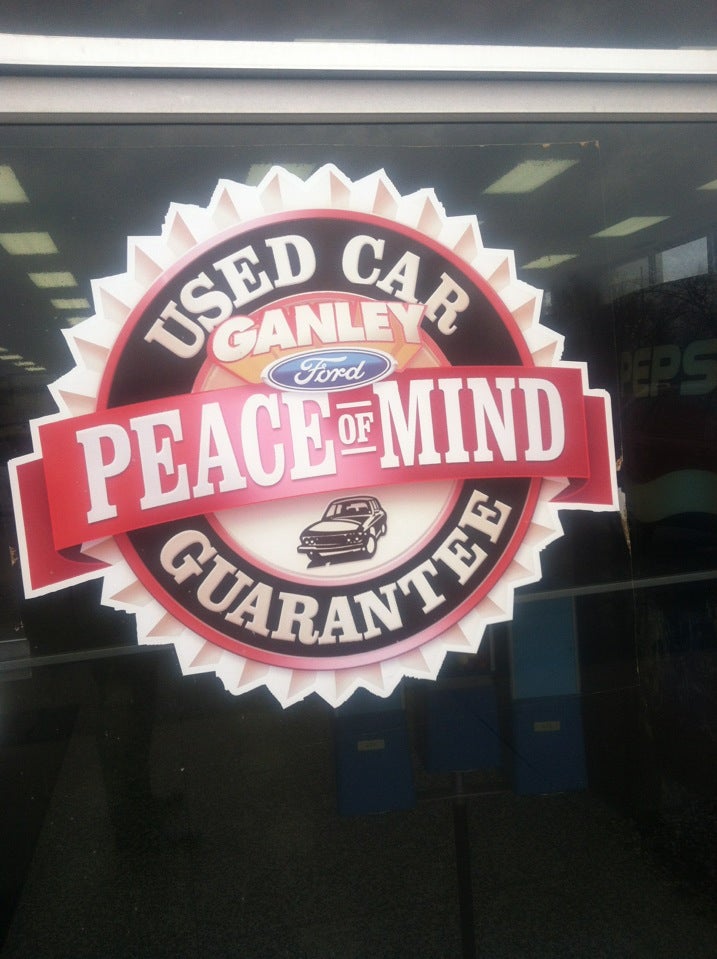 USED CAR
GANLEY
Ford
PEACE OF MIND
GUARANTEE
PEPS